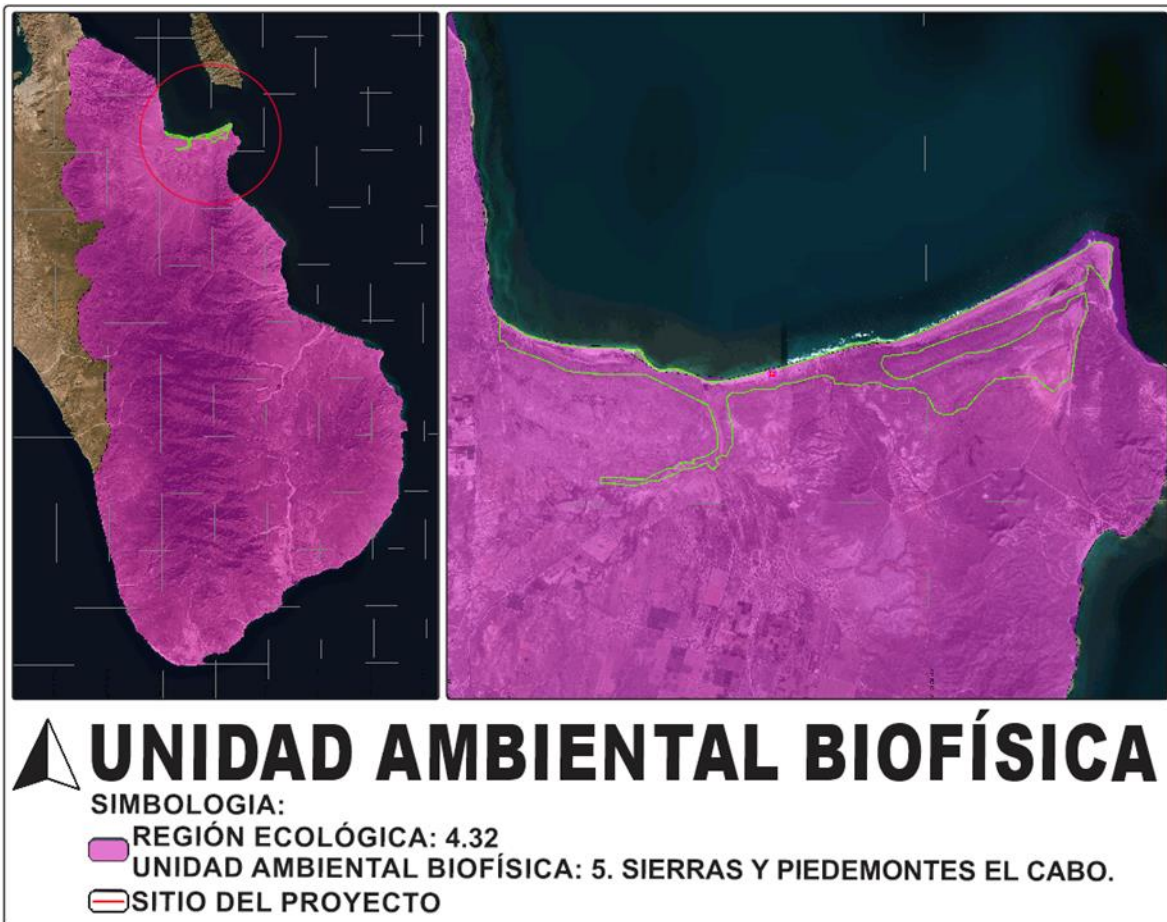 UNIDAD AMBIENTAL BIOFÍSICA
SIMBOLOGIA:
REGIÓN ECOLÓGICA: 4.32
UNIDAD AMBIENTAL BIOFÍSICA: 5. SIERRAS Y PIEDEMONTES EL CABO.
SITIO DEL PROYECTO